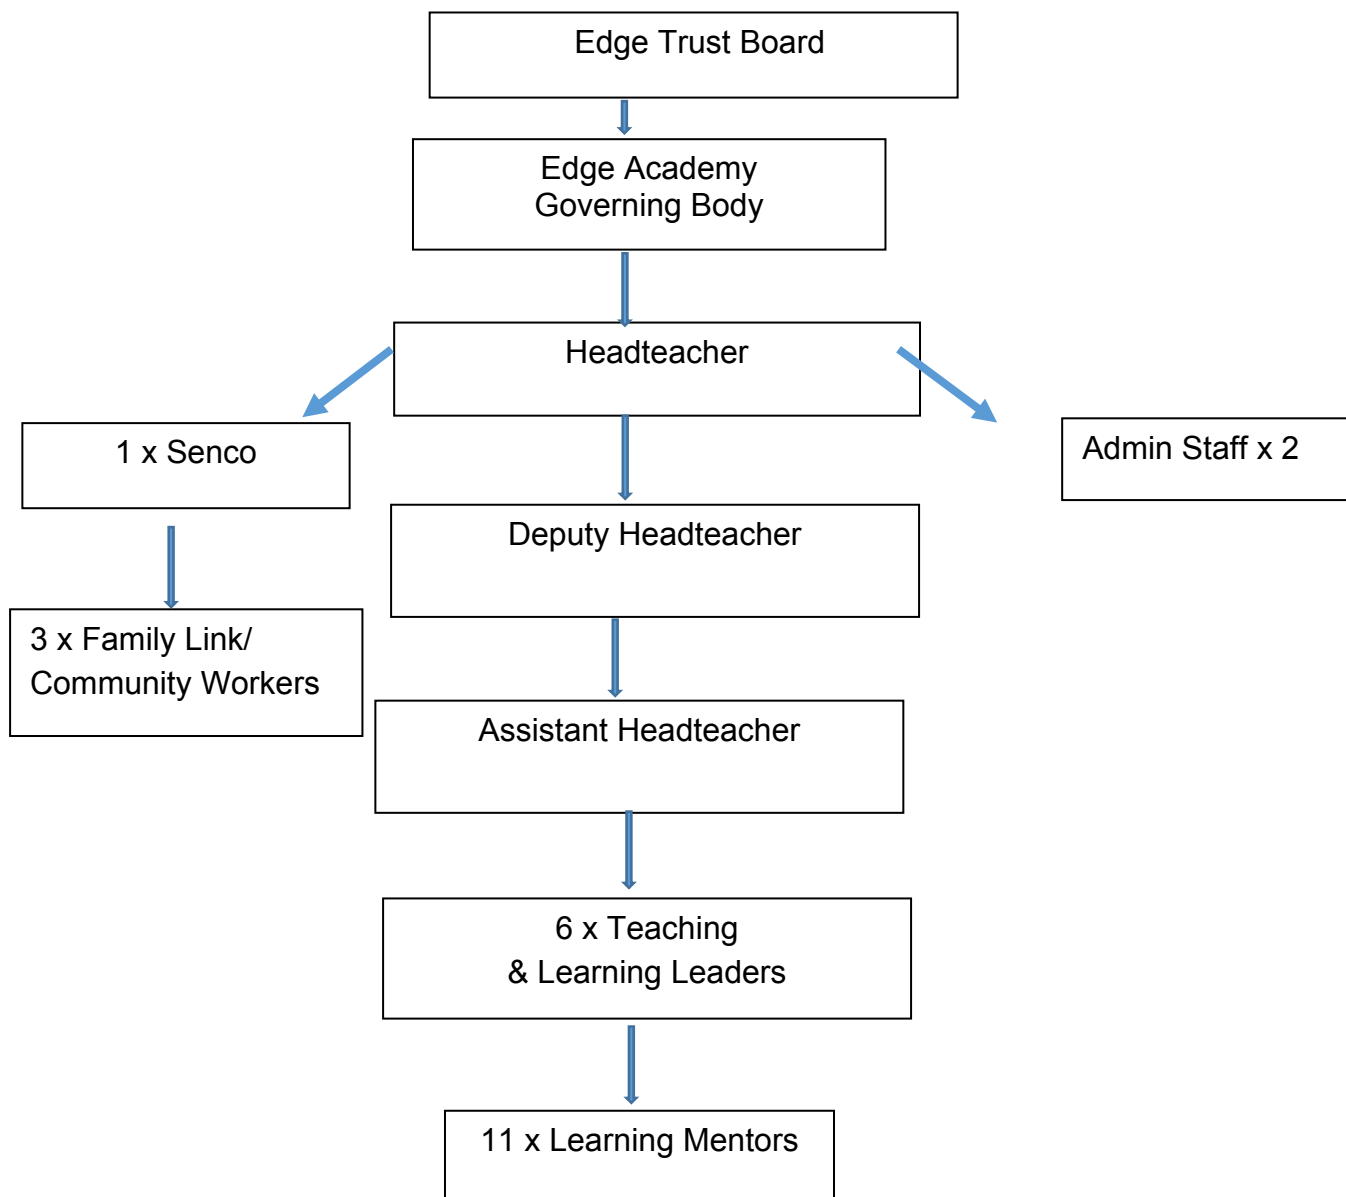 Edge Trust Board
Edge Academy
Governing Body
Headteacher
1 x Senco
Admin Staff x 2
Deputy Headteacher
3 x Family Link/
Community Workers
Assistant Headteacher
6 x Teaching
& Learning Leaders
11 x Learning Mentors